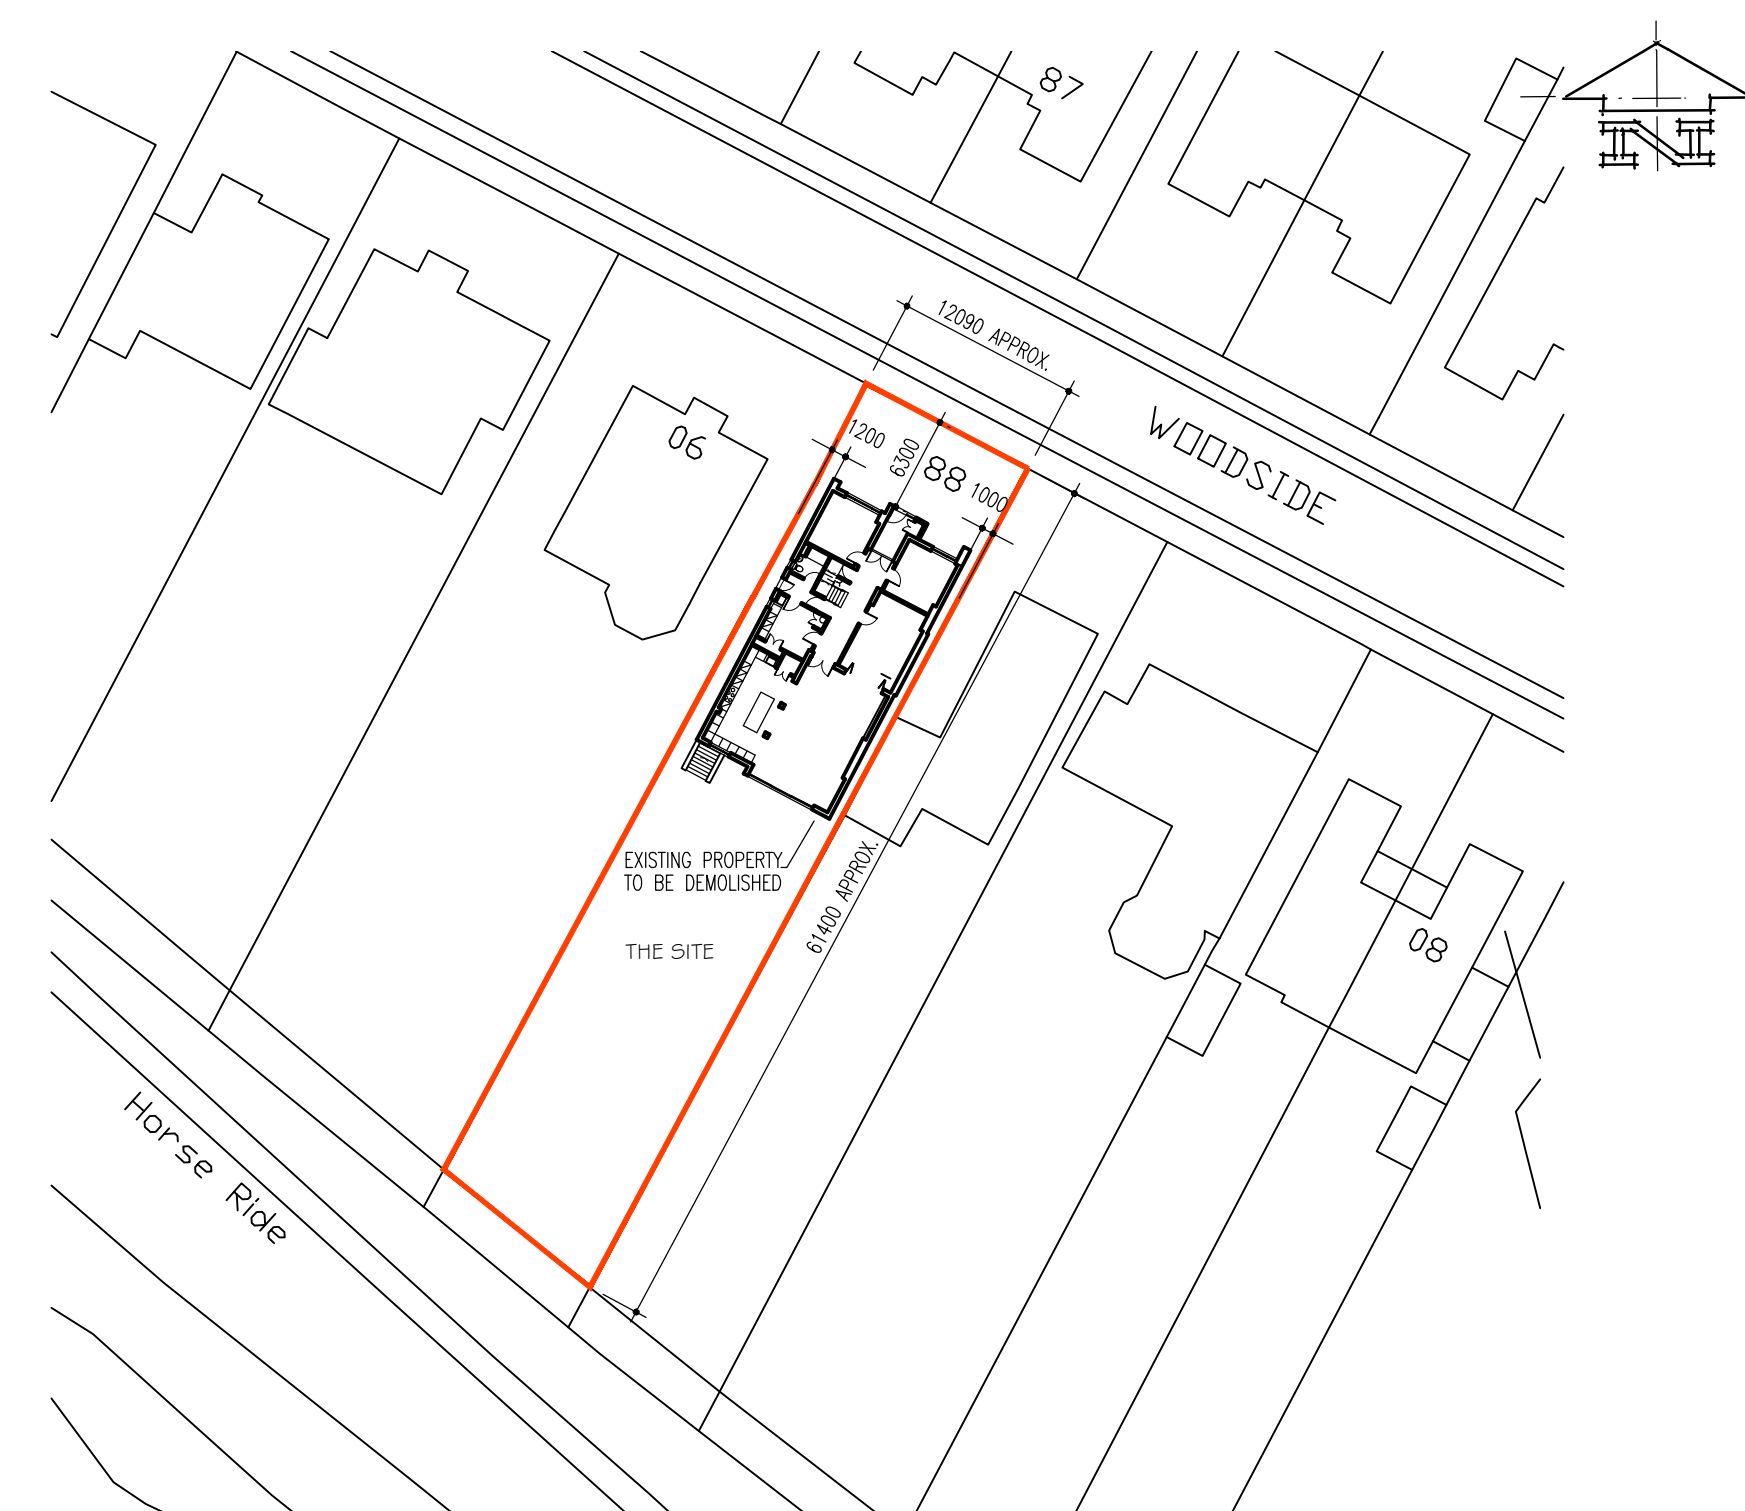 87
N
12090 APPROX.
WOODSIDE
06
1200
6300
88
1000
EXISTING PROPERTY
TO BE DEMOLISHED
61400 APPROX.
THE SITE
08
Horse Ride